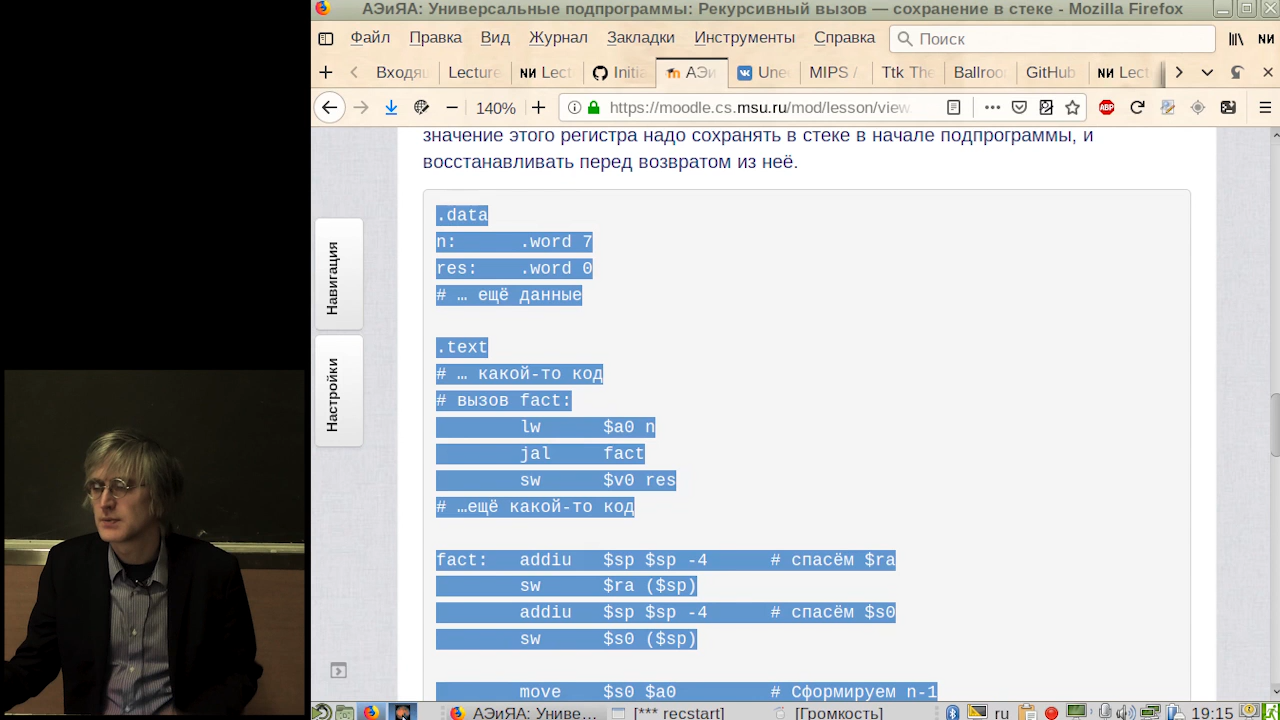 АЭиЯА: Универсальные подпрограммы: Рекурсивный вызов — сохранение в стеке - Mozilla Firefox
Файл Правка Вид Журнал Закладки Инструменты Справка Поиск
Входящ Lecture Lect Initia АЭи Une MIPS / Ttk The Ballroo GitHub Lect
140% https://moodle.cs.msu.ru/mod/lesson/view. ABP
значение этого регистра надо сохранять в стеке в начале подпрограммы, и
восстанавливать перед возвратом из неё.
Навигация
Настройки
.data
n: .word 7
res: .word 0
# … ещё данные
.text
# … какой-то код
# вызов fact:
lw $a0 n
jal fact
sw $v0 res
# …ещё какой-то код
fact: addiu $sp $sp -4 # спасём $ra
sw $ra ($sp)
addiu $sp $sp -4 # спасём $s0
sw $s0 ($sp)
move $s0 $a0 # Сформируем n-1
АЭиЯА: Униве… [*** recstart] [Громкость] ru 19:15